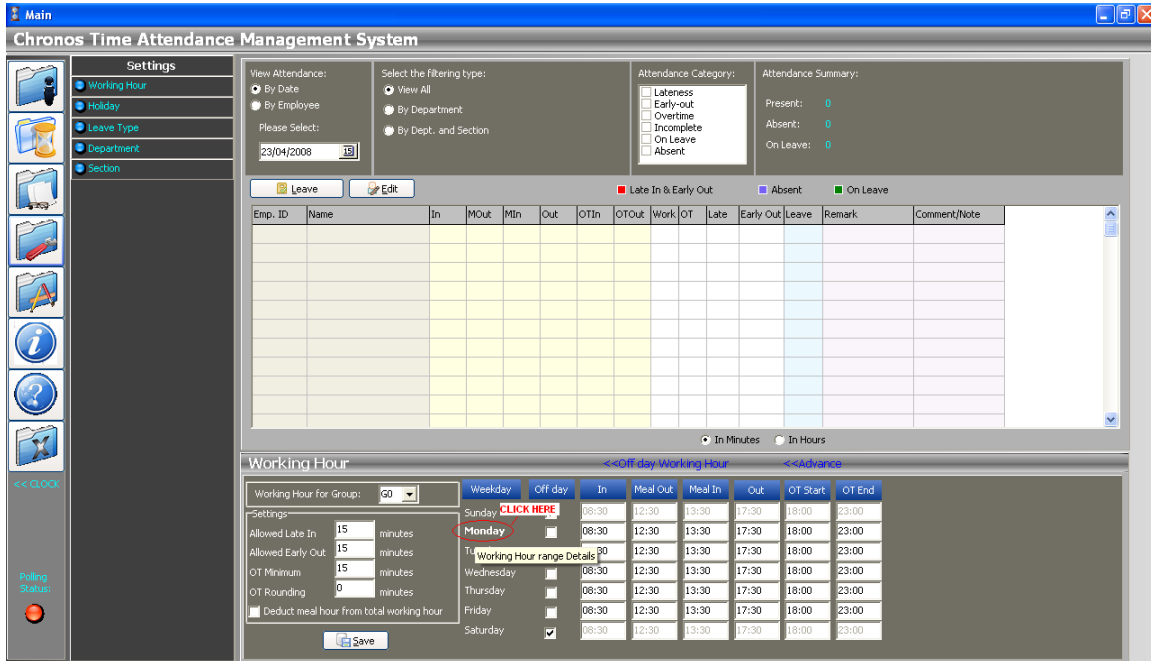 Main
Chronos Time Attendance Management System
Settings
Working Hour
Holiday
Leave Type
Department
Section
<< CLOCK
Polling
Status:
View Attendance:
By Date
By Employee
Please Select:
23/04/2008
15
Select the filtering type:
View All
By Department
By Dept. and Section
Attendance Category:
Lateness
Early-out
Overtime
Incomplete
On Leave
Absent
Attendance Summary:
Present: 0
Absent: 0
On Leave: 0
Leave Edit
Late In & Early Out Absent On Leave
Emp. ID Name In MOut MIn Out OTIn OTOut Work OT Late Early Out Leave Remark Comment/Note
In Minutes In Hours
Working Hour <<Off day Working Hour <<Advance
Working Hour for Group: G0
Settings
Allowed Late In 15 minutes
Allowed Early Out 15 minutes
OT Minimum 15 minutes
OT Rounding 0 minutes
Deduct meal hour from total working hour
Save
Weekday Off day In Meal Out Meal In Out OT Start OT End
Sunday CLICK HERE 08:30 12:30 13:30 17:30 18:00 23:00
Monday 08:30 12:30 13:30 17:30 18:00 23:00
Working Hour range Details
12:30 13:30 17:30 18:00 23:00
Wednesday 08:30 12:30 13:30 17:30 18:00 23:00
Thursday 08:30 12:30 13:30 17:30 18:00 23:00
Friday 08:30 12:30 13:30 17:30 18:00 23:00
Saturday 08:30 12:30 13:30 17:30 18:00 23:00